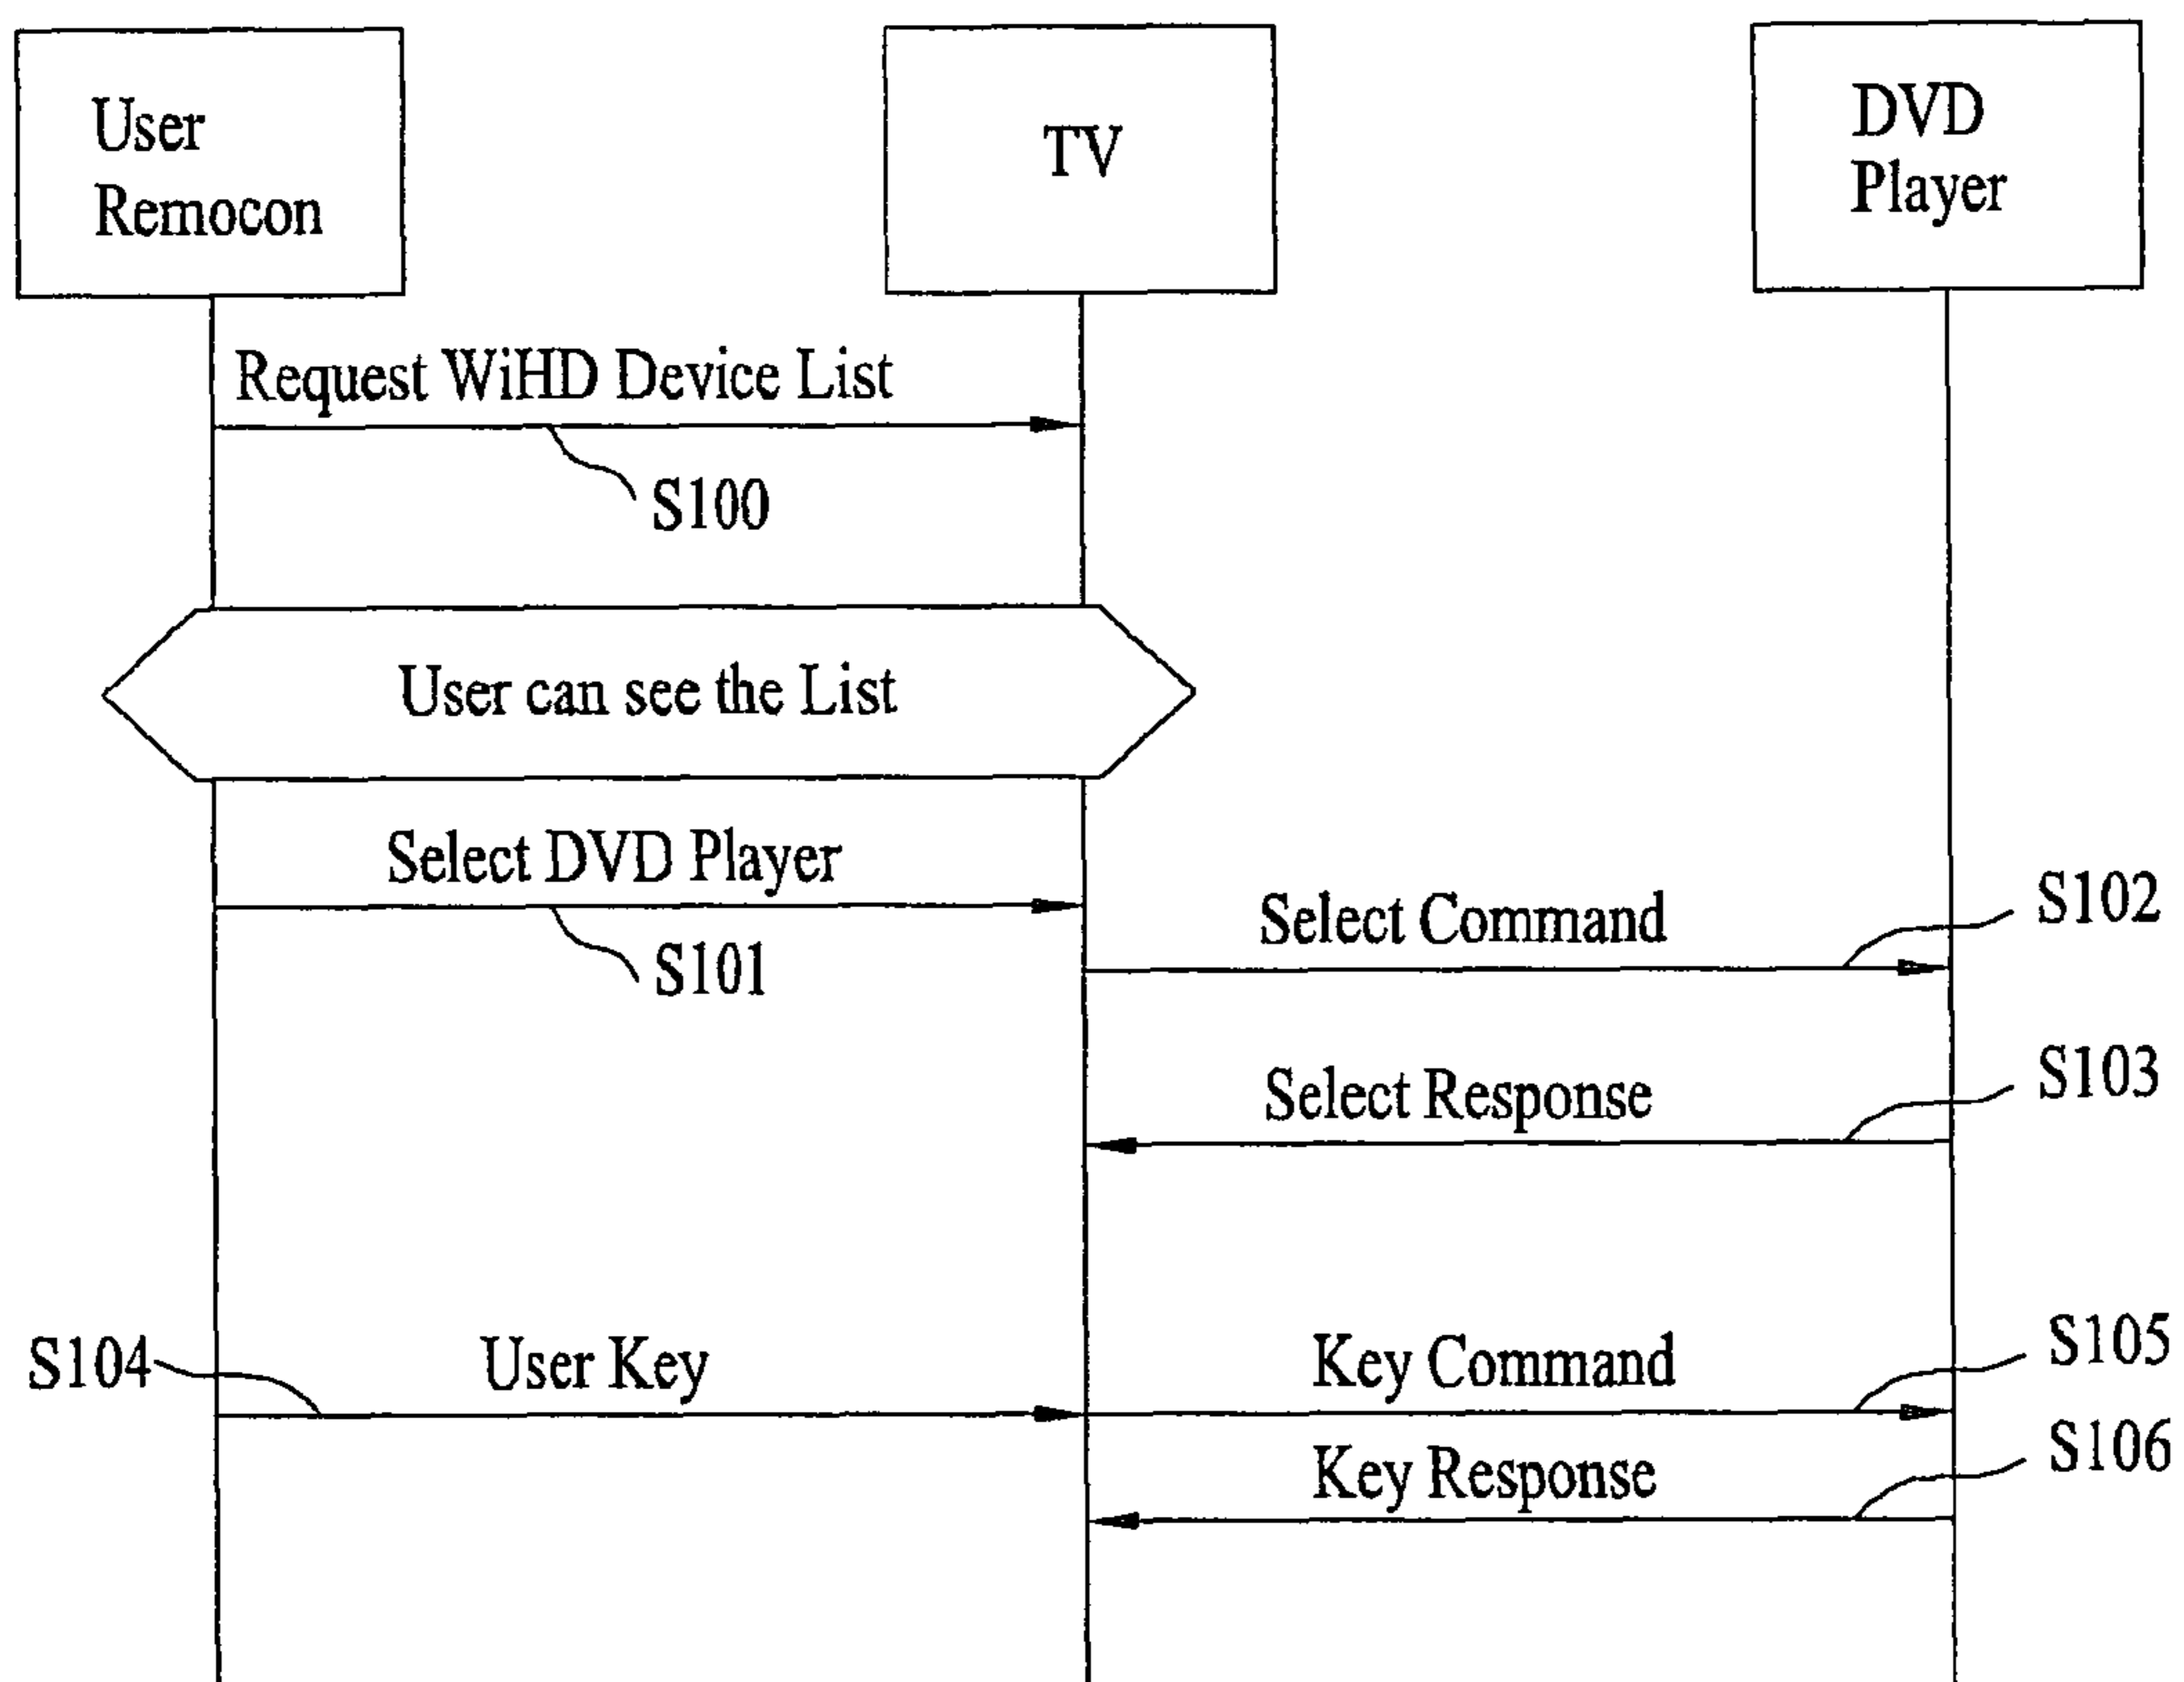 User
Remocon
TV
DVD
Player
Request WiHD Device List
S100
User can see the List
Select DVD Player
S101
Select Command
S102
Select Response
S103
S104
User Key
Key Command
S105
Key Response
S106